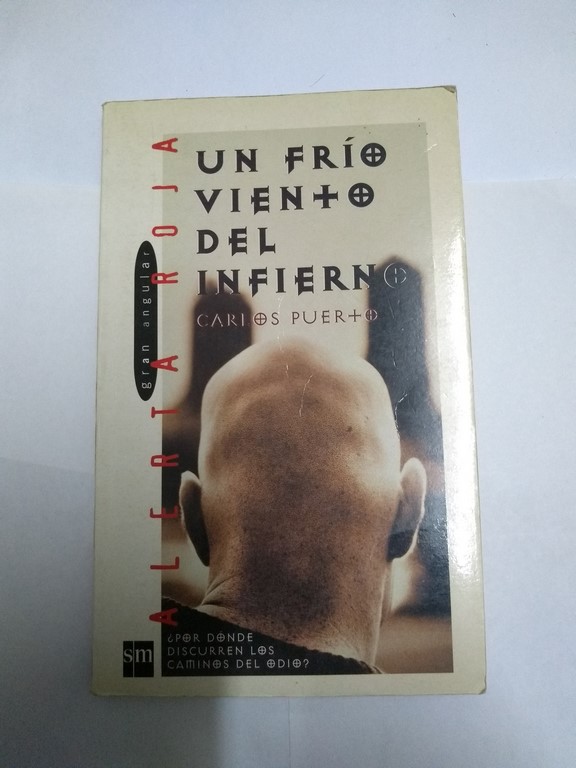 UN FRÍO
VIENTO
DEL
INFIERNO
CARLOS PUERTO
gran angular
ALERTA ROJA
¿POR DONDE
DISCURREN LOS
CAMINOS DEL ODIO?
sm